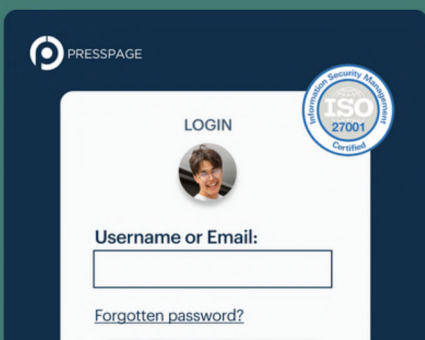 PRESSPAGE
LOGIN
Information Security Management
ISO
27001
Certified
Username or Email:
Forgotten password?